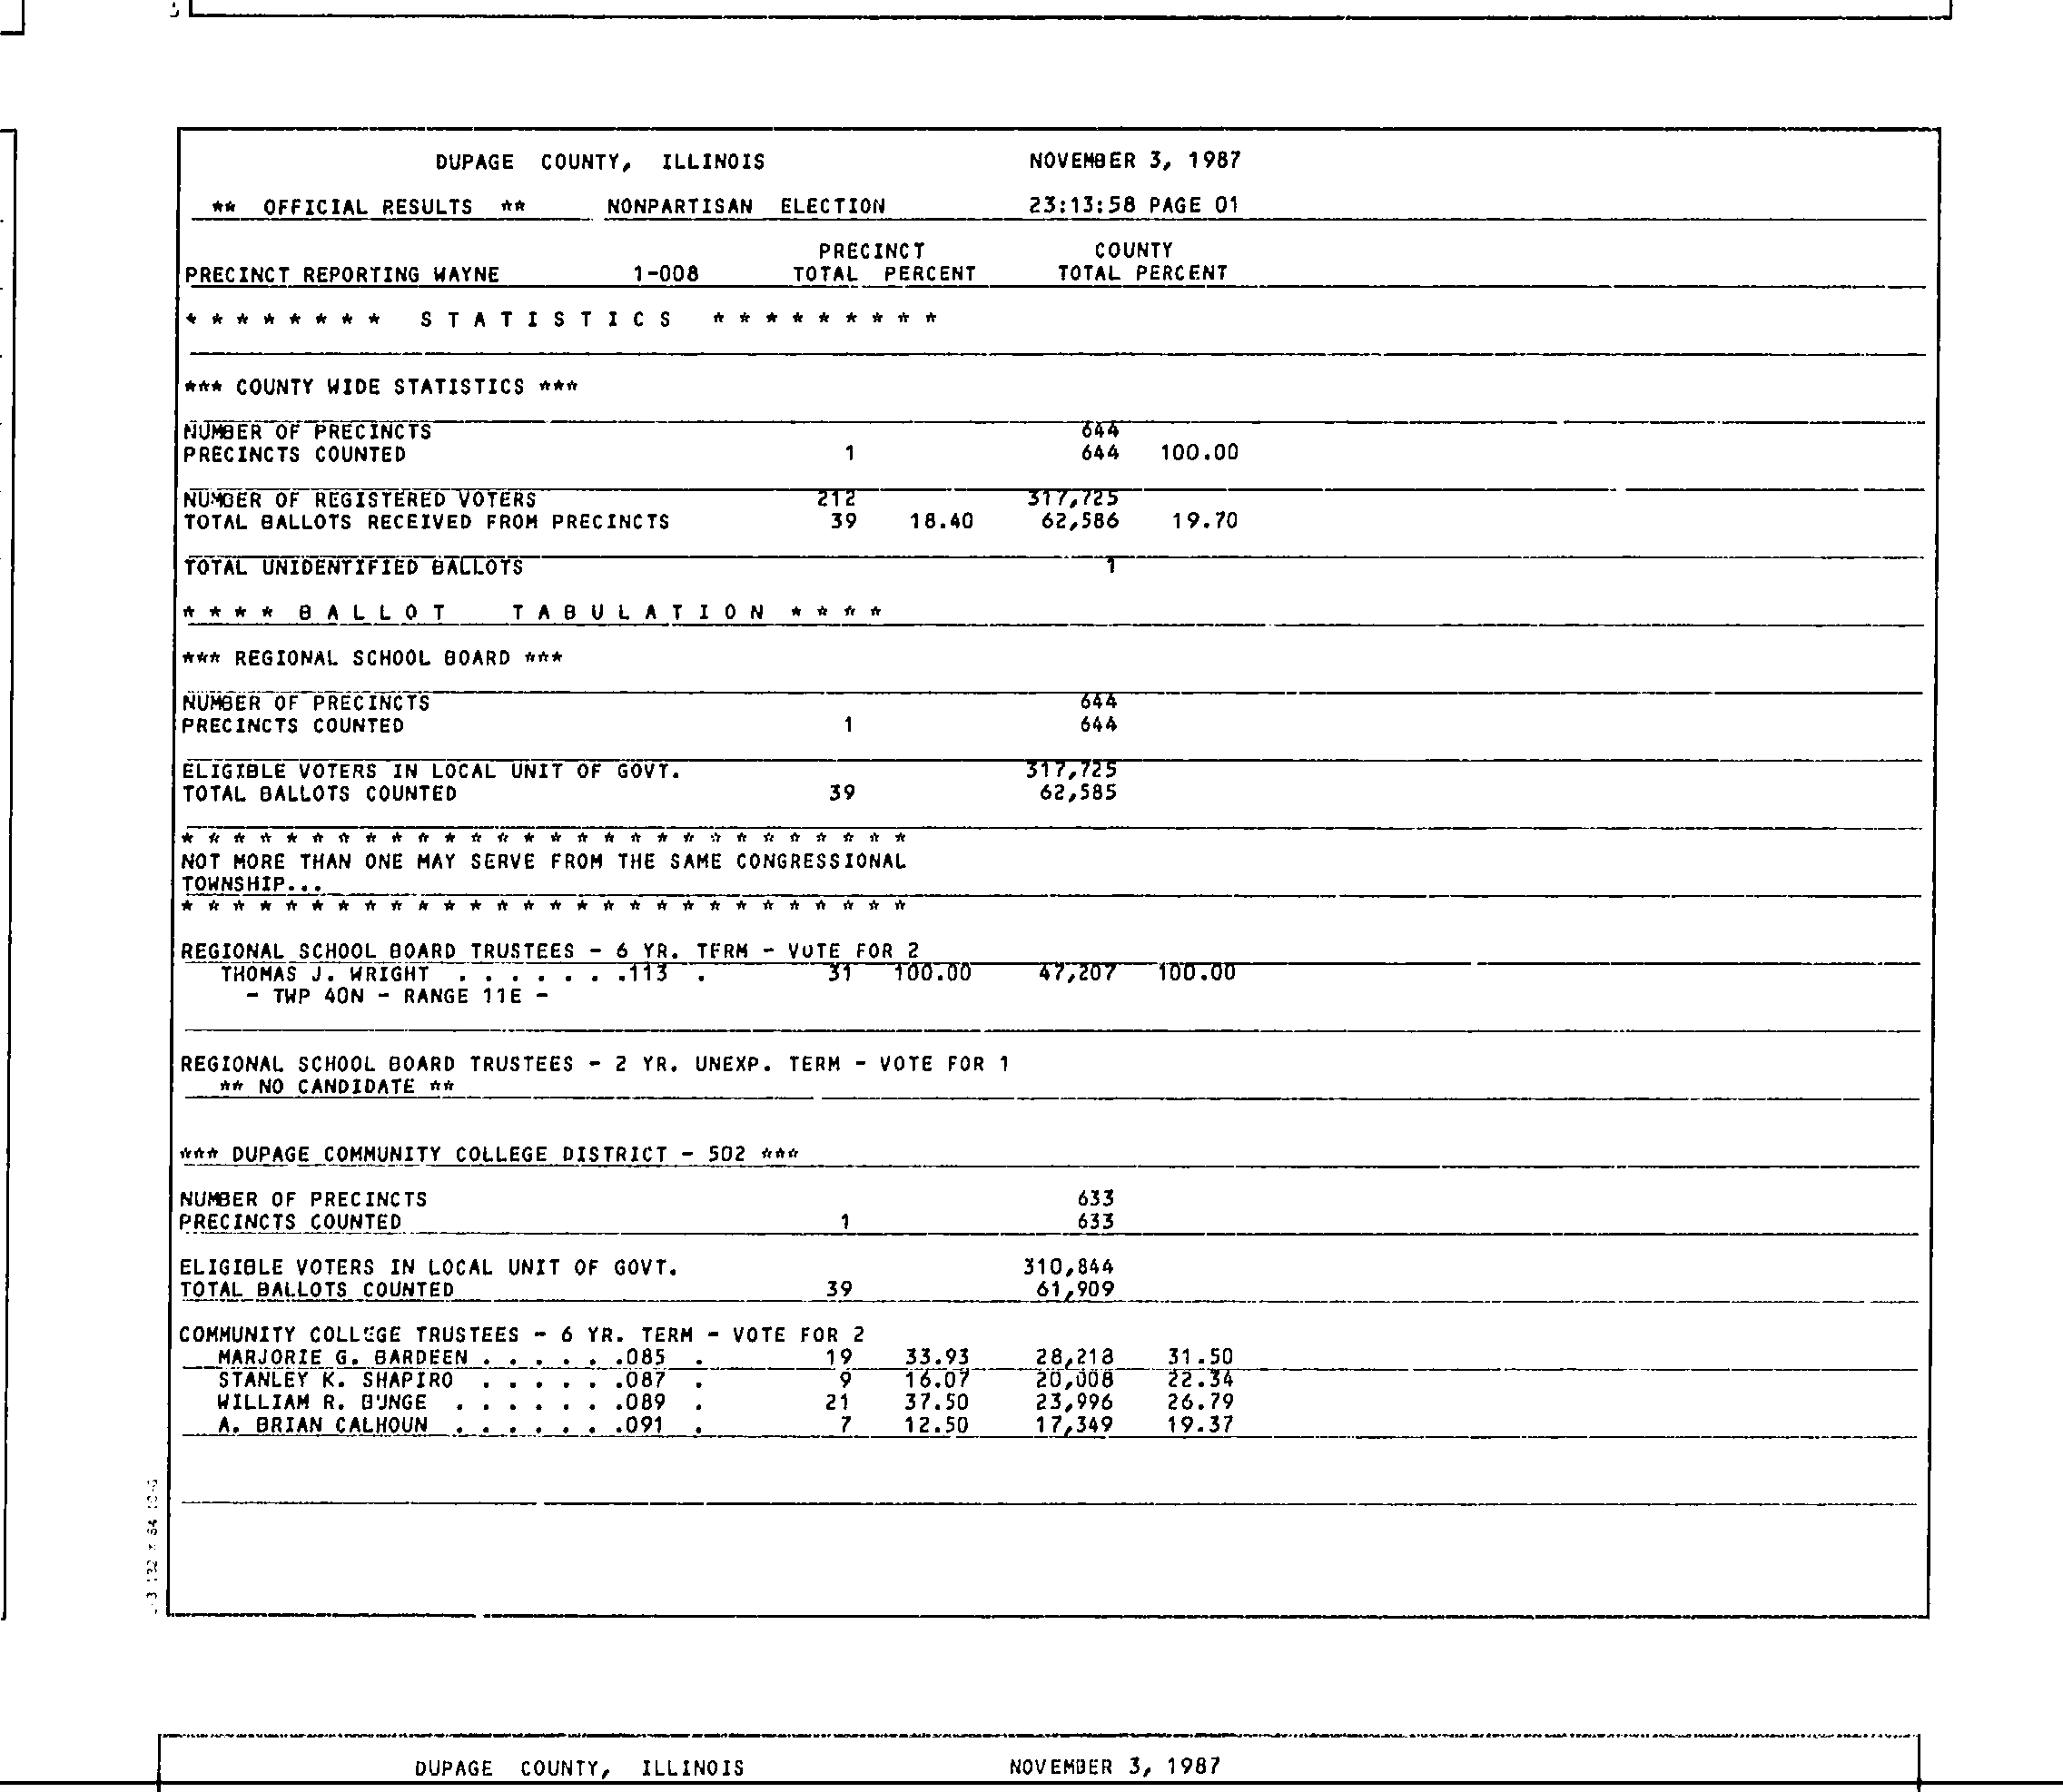 DUPAGE COUNTY, ILLINOIS NOVEMBER 3, 1987
** OFFICIAL RESULTS ** NONPARTISAN ELECTION 23:13:58 PAGE 01
PRECINCT COUNTY
PRECINCT REPORTING WAYNE 1-008 TOTAL PERCENT TOTAL PERCENT
* * * * * * * * S T A T I S T I C S * * * * * * * * *
*** COUNTY WIDE STATISTICS ***
NUMBER OF PRECINCTS 644
PRECINCTS COUNTED 1 644 100.00
NUMBER OF REGISTERED VOTERS 212 317,725
TOTAL BALLOTS RECEIVED FROM PRECINCTS 39 18.40 62,586 19.70
TOTAL UNIDENTIFIED BALLOTS 1
* * * * B A L L O T T A B U L A T I O N * * * *
*** REGIONAL SCHOOL BOARD ***
NUMBER OF PRECINCTS 644
PRECINCTS COUNTED 1 644
ELIGIBLE VOTERS IN LOCAL UNIT OF GOVT. 317,725
TOTAL BALLOTS COUNTED 39 62,585
* * * * * * * * * * * * * * * * * * * * * * * * * * * *
NOT MORE THAN ONE MAY SERVE FROM THE SAME CONGRESSIONAL
TOWNSHIP...
* * * * * * * * * * * * * * * * * * * * * * * * * * * *
REGIONAL SCHOOL BOARD TRUSTEES - 6 YR. TERM - VOTE FOR 2
THOMAS J. WRIGHT . . . . . . .113 . 31 100.00 47,207 100.00
- TWP 40N - RANGE 11E -
REGIONAL SCHOOL BOARD TRUSTEES - 2 YR. UNEXP. TERM - VOTE FOR 1
** NO CANDIDATE **
*** DUPAGE COMMUNITY COLLEGE DISTRICT - 502 ***
NUMBER OF PRECINCTS 633
PRECINCTS COUNTED 1 633
ELIGIBLE VOTERS IN LOCAL UNIT OF GOVT. 310,844
TOTAL BALLOTS COUNTED 39 61,909
COMMUNITY COLLEGE TRUSTEES - 6 YR. TERM - VOTE FOR 2
MARJORIE G. BARDEEN . . . . . .085 . 19 33.93 28,218 31.50
STANLEY K. SHAPIRO . . . . . .087 . 9 16.07 20,008 22.34
WILLIAM R. BUNGE . . . . . . .089 . 21 37.50 23,996 26.79
A. BRIAN CALHOUN . . . . . . .091 . 7 12.50 17,349 19.37
DUPAGE COUNTY, ILLINOIS NOVEMBER 3, 1987